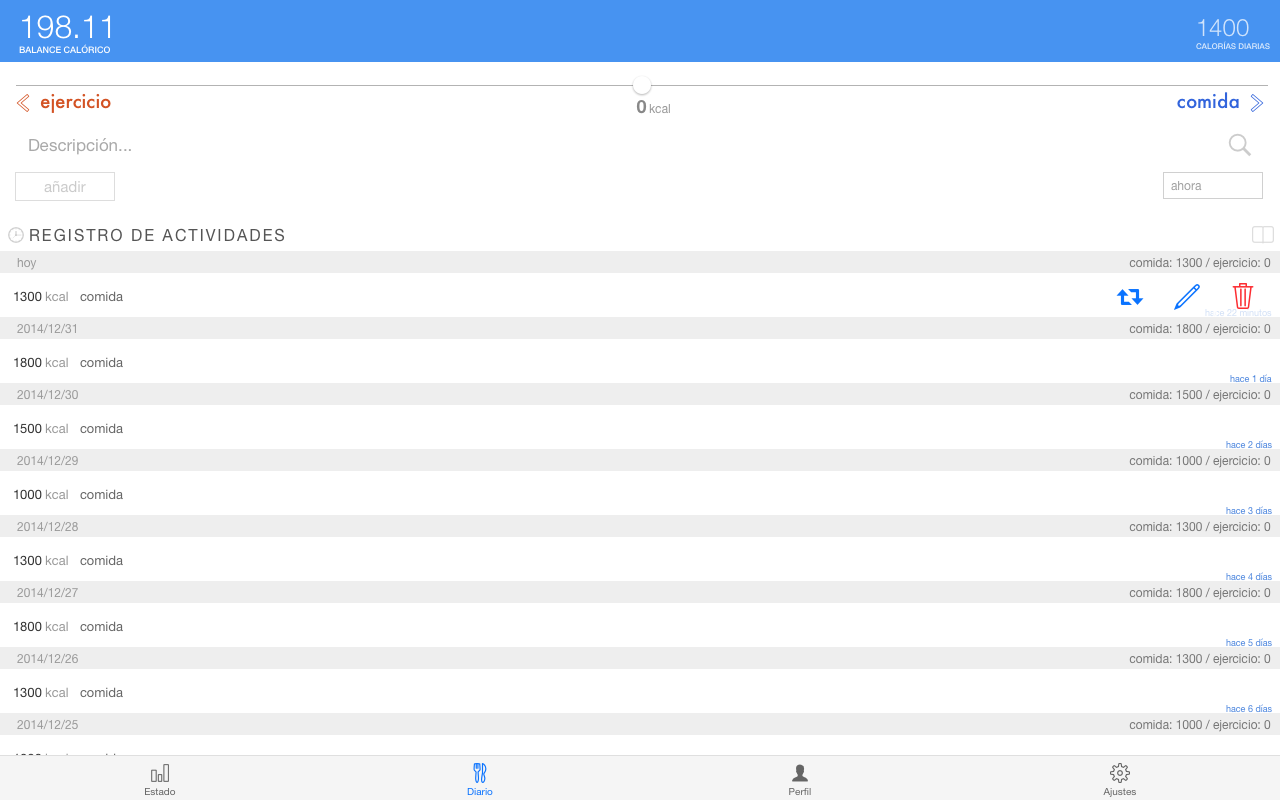 198.11
BALANCE CALÓRICO
1400
CALORÍAS DIARIAS
ejercicio
0 kcal
comida
Descripción...
añadir
ahora
REGISTRO DE ACTIVIDADES
hoy comida: 1300 / ejercicio: 0
1300 kcal comida
hace 22 minutos
2014/12/31 comida: 1800 / ejercicio: 0
1800 kcal comida
hace 1 día
2014/12/30 comida: 1500 / ejercicio: 0
1500 kcal comida
hace 2 días
2014/12/29 comida: 1000 / ejercicio: 0
1000 kcal comida
hace 3 días
2014/12/28 comida: 1300 / ejercicio: 0
1300 kcal comida
hace 4 días
2014/12/27 comida: 1800 / ejercicio: 0
1800 kcal comida
hace 5 días
2014/12/26 comida: 1300 / ejercicio: 0
1300 kcal comida
hace 6 días
2014/12/25 comida: 1000 / ejercicio: 0
Estado
Diario
Perfil
Ajustes